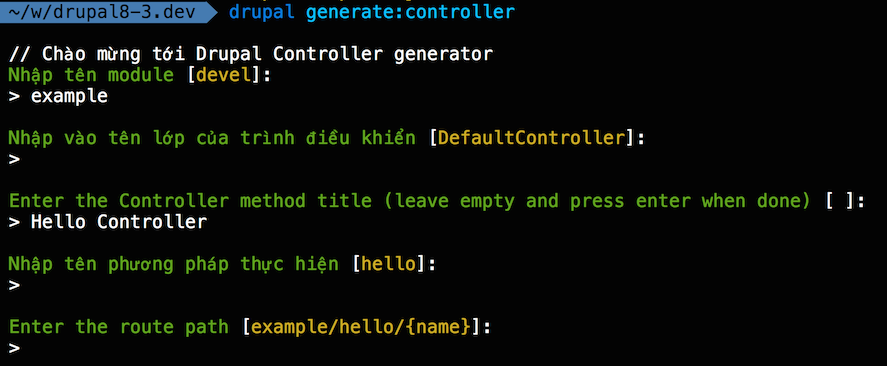 ~/w/drupal8-3.dev drupal generate:controller
// Chào mừng tới Drupal Controller generator
Nhập tên module [devel]:
> example
Nhập vào tên lớp của trình điều khiển [DefaultController]:
>
Enter the Controller method title (leave empty and press enter when done) [ ]:
> Hello Controller
Nhập tên phương pháp thực hiện [hello]:
>
Enter the route path [example/hello/{name}]:
>